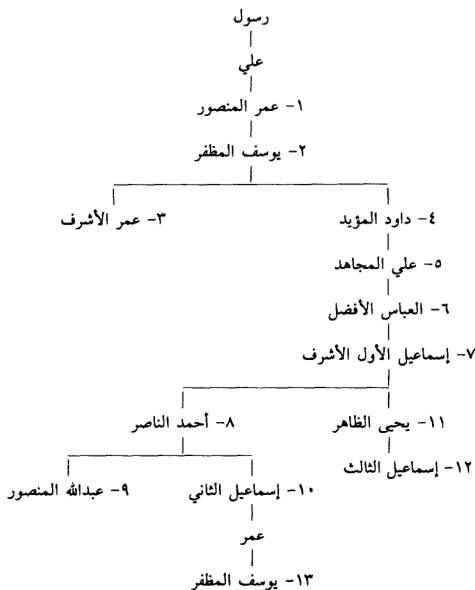 رسول
علي
١- عمر المنصور
٢- يوسف المظفر
٤- داود المؤيد
٣- عمر الأشرف
٥- علي المجاهد
٦- العباس الأفضل
٧- إسماعيل الأول الأشرف
١١- يحيى الظاهر
٨- أحمد الناصر
١٢- إسماعيل الثالث
١٠- إسماعيل الثاني
٩- عبدالله المنصور
عمر
١٣- يوسف المظفر